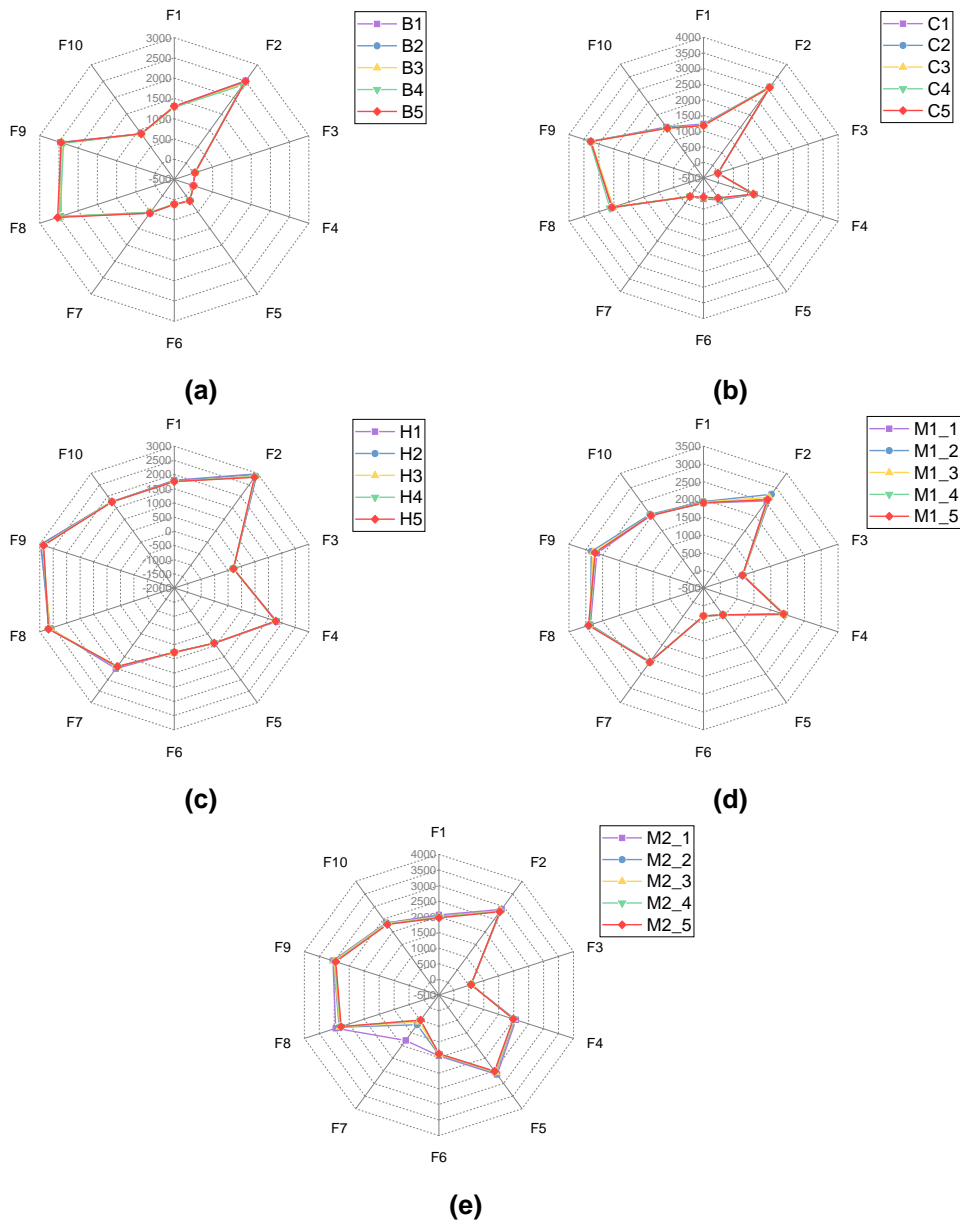 F1
F2
F3
F4
F5
F6
F7
F8
F9
F10
3000
2500
2000
1500
1000
500
0
-500
B1
B2
B3
B4
B5
(a)
F1
F2
F3
F4
F5
F6
F7
F8
F9
F10
4000
3500
3000
2500
2000
1500
1000
500
0
-500
C1
C2
C3
C4
C5
(b)
F1
F2
F3
F4
F5
F6
F7
F8
F9
F10
3000
2500
2000
1500
1000
500
0
-500
-1000
-1500
-2000
H1
H2
H3
H4
H5
(c)
F1
F2
F3
F4
F5
F6
F7
F8
F9
F10
3500
3000
2500
2000
1500
1000
500
0
-500
M1_1
M1_2
M1_3
M1_4
M1_5
(d)
F1
F2
F3
F4
F5
F6
F7
F8
F9
F10
4000
3500
3000
2500
2000
1500
1000
500
0
-500
M2_1
M2_2
M2_3
M2_4
M2_5
(e)